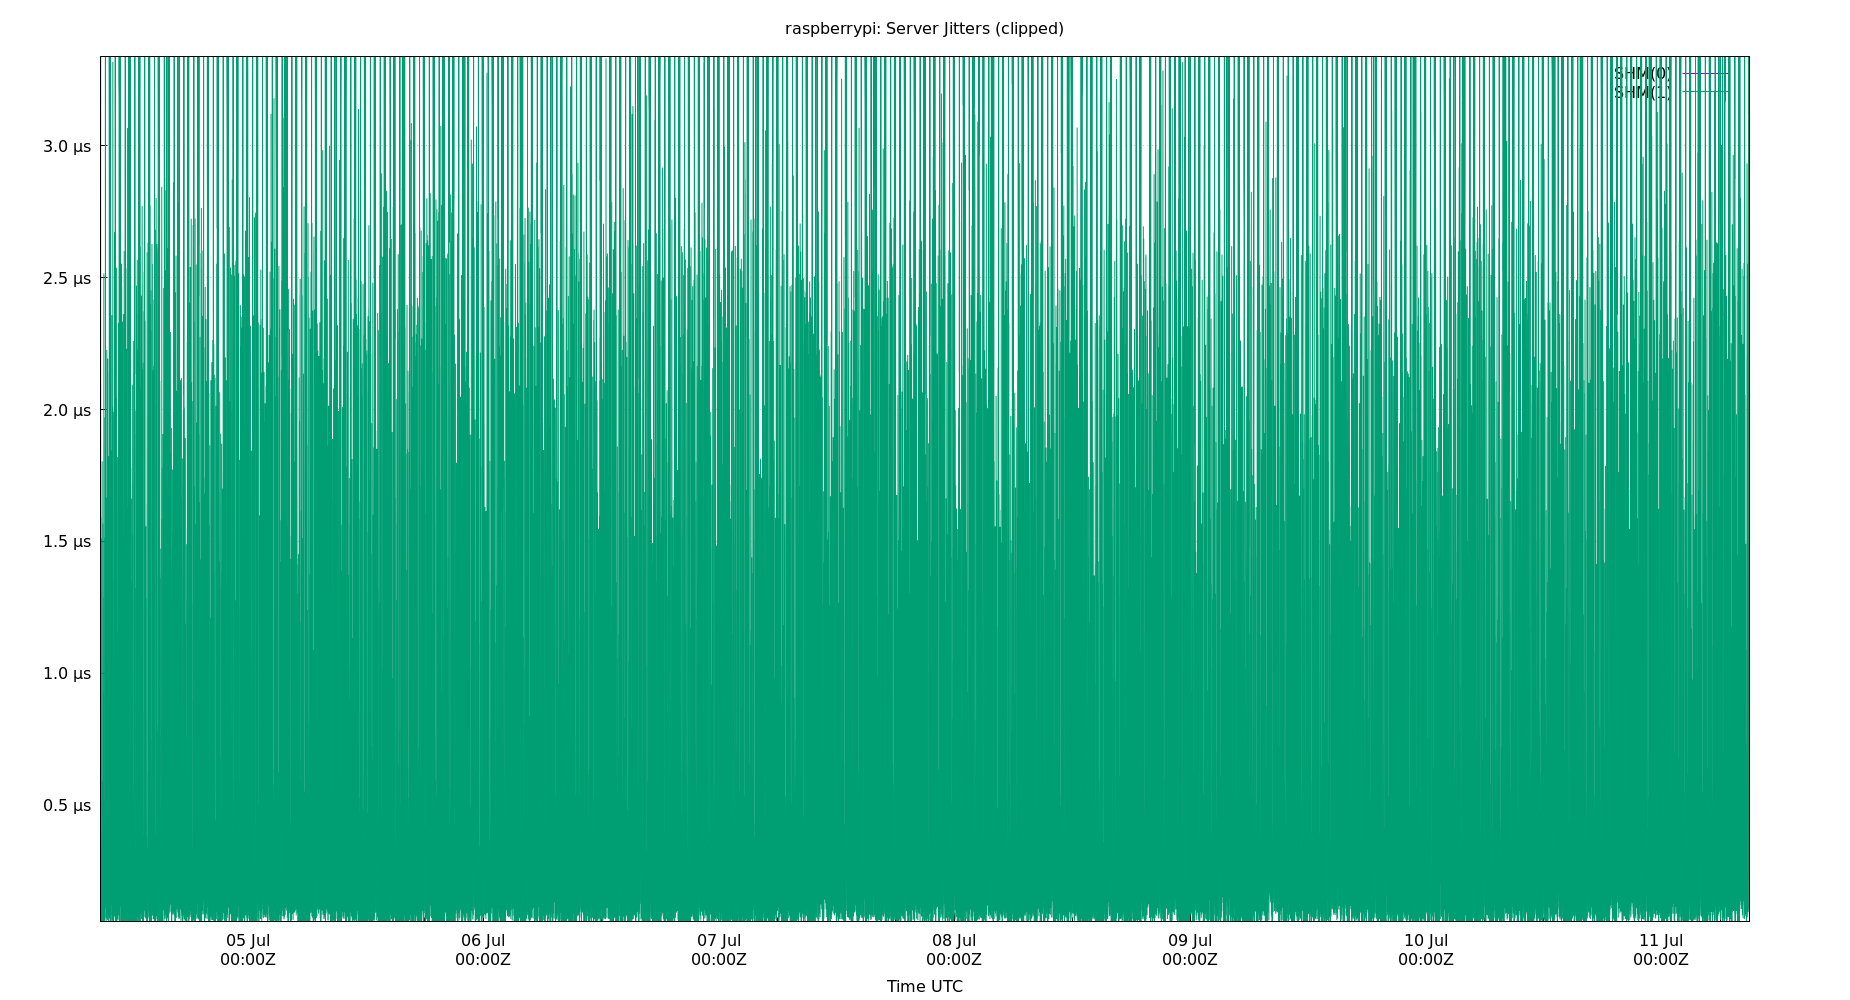 raspberrypi: Server Jitters (clipped)
SHM(0)
SHM(1)
3.0 µs
2.5 µs
2.0 µs
1.5 µs
1.0 µs
0.5 µs
05 Jul
00:00Z
06 Jul
00:00Z
07 Jul
00:00Z
08 Jul
00:00Z
09 Jul
00:00Z
10 Jul
00:00Z
11 Jul
00:00Z
Time UTC